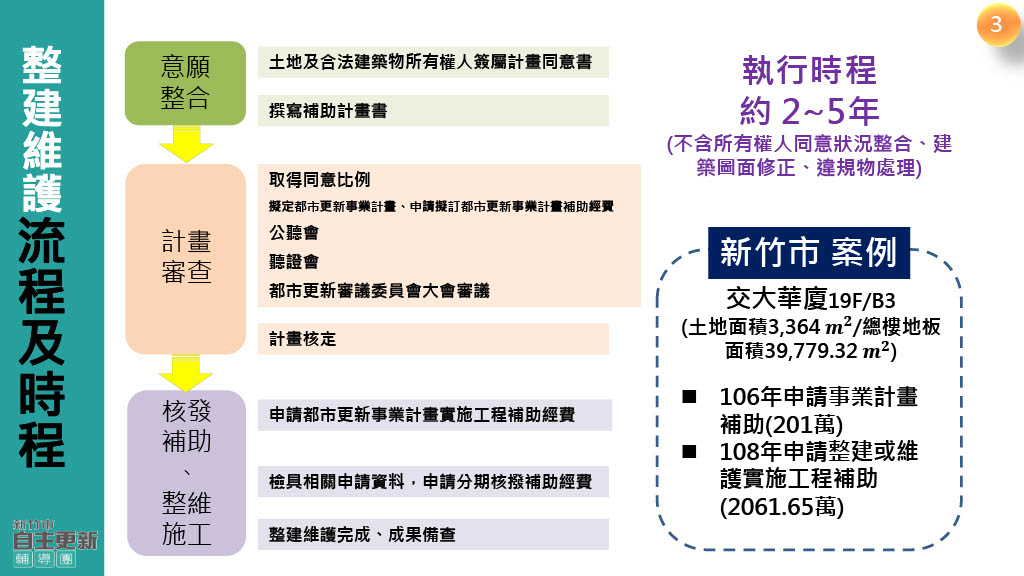 3
整建維護流程及時程
意願
整合
土地及合法建築物所有權人簽屬計畫同意書
撰寫補助計畫書
計畫
審查
取得同意比例
擬定都市更新事業計畫、申請擬訂都市更新事業計畫補助經費
公聽會
聽證會
都市更新審議委員會大會審議
計畫核定
核發
補助
、
整維
施工
申請都市更新事業計畫實施工程補助經費
檢具相關申請資料，申請分期核撥補助經費
整建維護完成、成果備查
執行時程
約 2~5年
(不含所有權人同意狀況整合、建
築圖面修正、違規物處理)
新竹市 案例
交大華廈19F/B3
(土地面積3,364 m²/總樓地板
面積39,779.32 m²)
■ 106年申請事業計畫
補助(201萬)
■ 108年申請整建或維
護實施工程補助
(2061.65萬)
新竹市
自主更新
輔導團